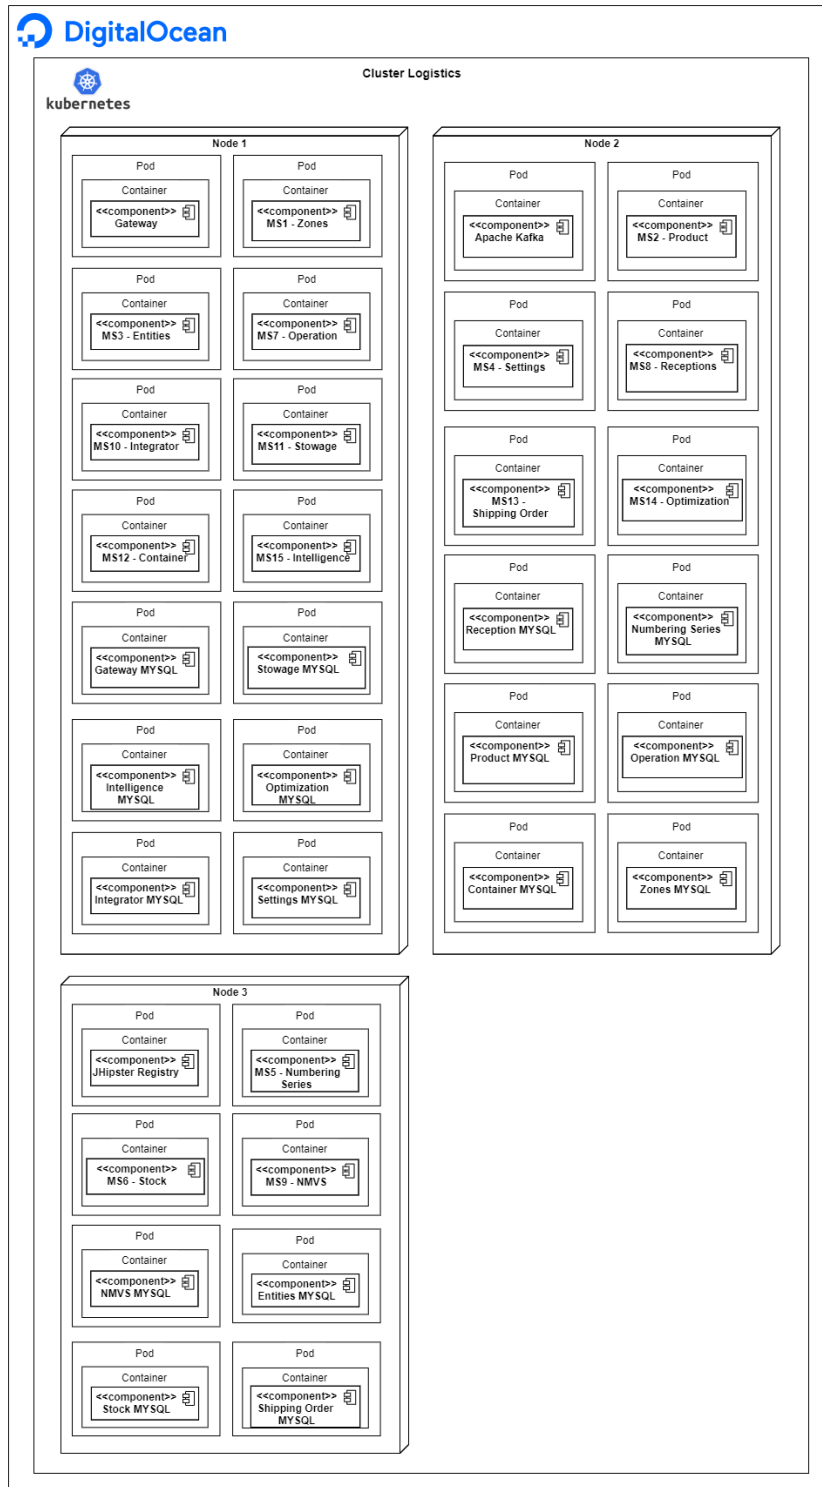 DigitalOcean
kubernetes
Cluster Logistics
Node 1
Pod
Container
<<component>>
Gateway
Pod
Container
<<component>>
MS1 - Zones
Pod
Container
<<component>>
MS3 - Entities
Pod
Container
<<component>>
MS7 - Operation
Pod
Container
<<component>>
MS10 - Integrator
Pod
Container
<<component>>
MS11 - Stowage
Pod
Container
<<component>>
MS12 - Container
Pod
Container
<<component>>
MS15 - Intelligence
Pod
Container
<<component>>
Gateway MYSQL
Pod
Container
<<component>>
Stowage MYSQL
Pod
Container
<<component>>
Intelligence
MYSQL
Pod
Container
<<component>>
Optimization
MYSQL
Pod
Container
<<component>>
Integrator MYSQL
Pod
Container
<<component>>
Settings MYSQL
Node 2
Pod
Container
<<component>>
Apache Kafka
Pod
Container
<<component>>
MS2 - Product
Pod
Container
<<component>>
MS4 - Settings
Pod
Container
<<component>>
MS8 - Receptions
Pod
Container
<<component>>
MS13 -
Shipping Order
Pod
Container
<<component>>
MS14 - Optimization
Pod
Container
<<component>>
Reception MYSQL
Pod
Container
<<component>>
Numbering Series
MYSQL
Pod
Container
<<component>>
Product MYSQL
Pod
Container
<<component>>
Operation MYSQL
Pod
Container
<<component>>
Container MYSQL
Pod
Container
<<component>>
Zones MYSQL
Node 3
Pod
Container
<<component>>
JHipster Registry
Pod
Container
<<component>>
MS5 - Numbering
Series
Pod
Container
<<component>>
MS6 - Stock
Pod
Container
<<component>>
MS9 - NMVS
Pod
Container
<<component>>
NMVS MYSQL
Pod
Container
<<component>>
Entities MYSQL
Pod
Container
<<component>>
Stock MYSQL
Pod
Container
<<component>>
Shipping Order
MYSQL